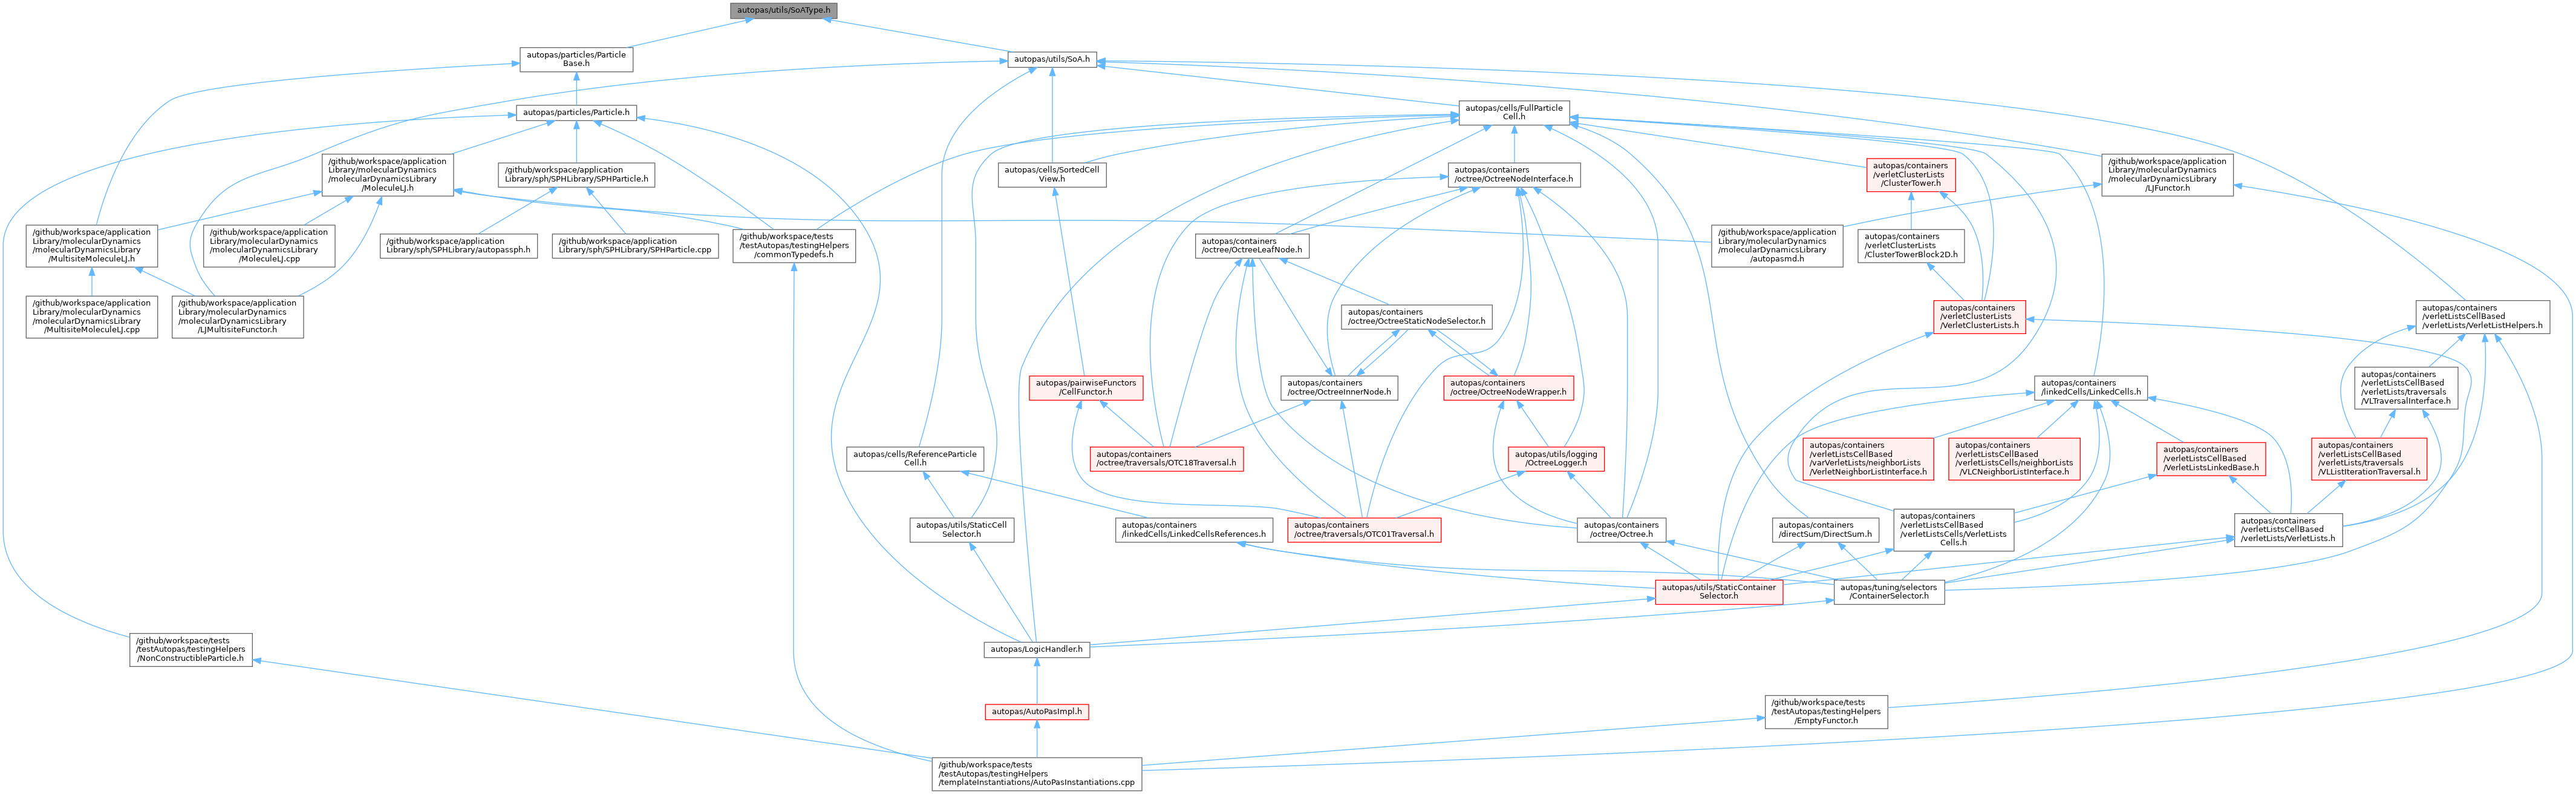 autopas/utils/SoAType.h
autopas/particles/Particle
Base.h
autopas/utils/SoA.h
autopas/particles/Particle.h
autopas/cells/FullParticle
Cell.h
/github/workspace/application
Library/molecularDynamics
/molecularDynamicsLibrary
/MoleculeLJ.h
/github/workspace/application
Library/sph/SPHLibrary/SPHParticle.h
autopas/cells/SortedCell
View.h
autopas/containers
/octree/OctreeNodeInterface.h
autopas/containers
/verletClusterLists
/ClusterTower.h
/github/workspace/application
Library/molecularDynamics
/molecularDynamicsLibrary
/LJFunctor.h
/github/workspace/application
Library/molecularDynamics
/molecularDynamicsLibrary
/MultisiteMoleculeLJ.h
/github/workspace/application
Library/molecularDynamics
/molecularDynamicsLibrary
/MoleculeLJ.cpp
/github/workspace/application
Library/sph/SPHLibrary/autopassph.h
/github/workspace/application
Library/sph/SPHLibrary/SPHParticle.cpp
/github/workspace/tests
/testAutopas/testingHelpers
/commonTypedefs.h
autopas/containers
/octree/OctreeLeafNode.h
/github/workspace/application
Library/molecularDynamics
/molecularDynamicsLibrary
/autopasmd.h
autopas/containers
/verletClusterLists
/ClusterTowerBlock2D.h
/github/workspace/application
Library/molecularDynamics
/molecularDynamicsLibrary
/MultisiteMoleculeLJ.cpp
/github/workspace/application
Library/molecularDynamics
/molecularDynamicsLibrary
/LJMultisiteFunctor.h
autopas/containers
/octree/OctreeStaticNodeSelector.h
autopas/containers
/verletClusterLists
/VerletClusterLists.h
autopas/containers
/verletListsCellBased
/verletLists/VerletListHelpers.h
autopas/pairwiseFunctors
/CellFunctor.h
autopas/containers
/octree/OctreeInnerNode.h
autopas/containers
/octree/OctreeNodeWrapper.h
autopas/containers
/linkedCells/LinkedCells.h
autopas/containers
/verletListsCellBased
/verletLists/traversals
/VLTraversalInterface.h
autopas/cells/ReferenceParticle
Cell.h
autopas/containers
/octree/traversals/OTC18Traversal.h
autopas/utils/logging
/OctreeLogger.h
autopas/containers
/verletListsCellBased
/varVerletLists/neighborLists
/VerletNeighborListInterface.h
autopas/containers
/verletListsCellBased
/verletListsCells/neighborLists
/VLCNeighborListInterface.h
autopas/containers
/verletListsCellBased
/VerletListsLinkedBase.h
autopas/containers
/verletListsCellBased
/verletLists/traversals
/VLListIterationTraversal.h
autopas/utils/StaticCell
Selector.h
autopas/containers
/linkedCells/LinkedCellsReferences.h
autopas/containers
/octree/traversals/OTC01Traversal.h
autopas/containers
/octree/Octree.h
autopas/containers
/directSum/DirectSum.h
autopas/containers
/verletListsCellBased
/verletListsCells/VerletLists
Cells.h
autopas/containers
/verletListsCellBased
/verletLists/VerletLists.h
autopas/utils/StaticContainer
Selector.h
autopas/tuning/selectors
/ContainerSelector.h
/github/workspace/tests
/testAutopas/testingHelpers
/NonConstructibleParticle.h
autopas/LogicHandler.h
autopas/AutoPasImpl.h
/github/workspace/tests
/testAutopas/testingHelpers
/EmptyFunctor.h
/github/workspace/tests
/testAutopas/testingHelpers
/templateInstantiations/AutoPasInstantiations.cpp